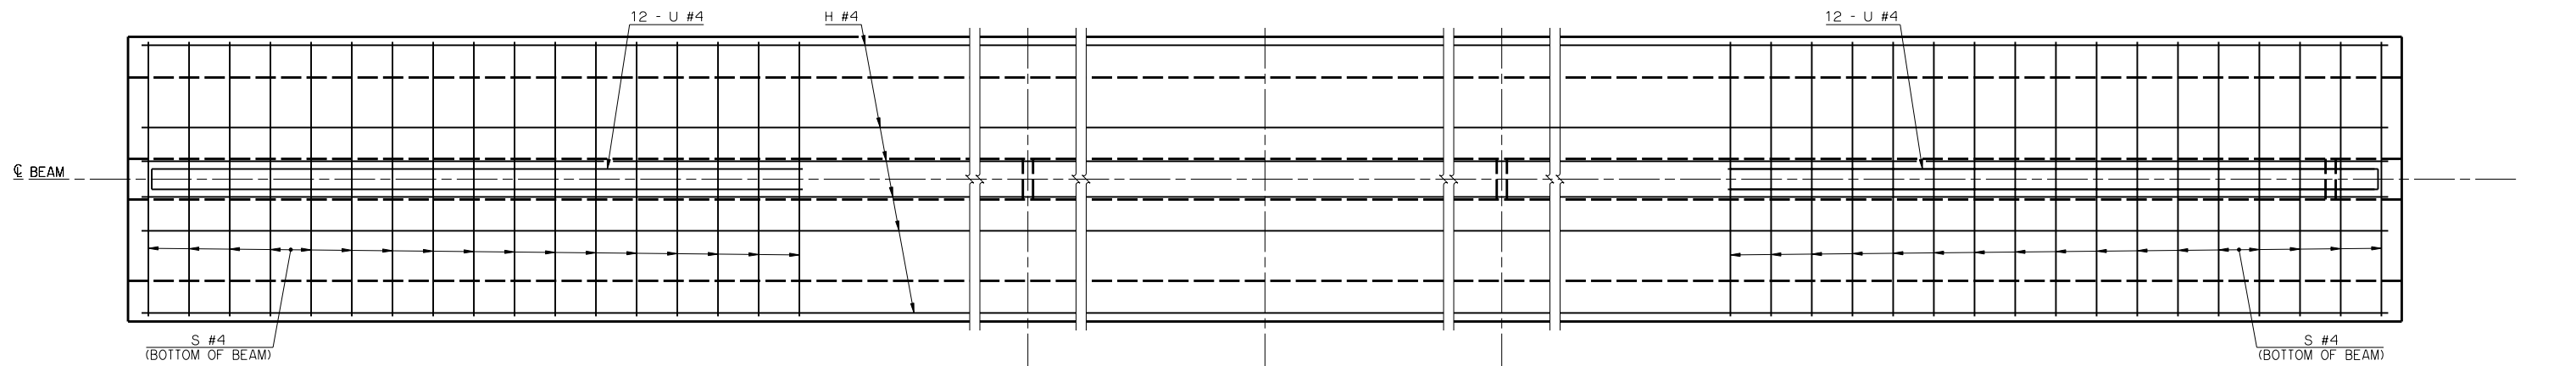 12 - U #4
H #4
12 - U #4
℄ BEAM
S #4
(BOTTOM OF BEAM)
S #4
(BOTTOM OF BEAM)